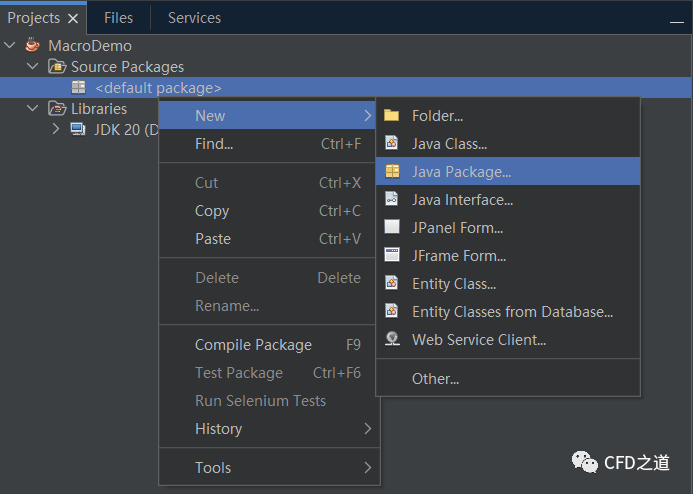 Projects
Files
Services
MacroDemo
Source Packages
<default package>
Libraries
JDK 20 (D
New
Find... Ctrl+F
Cut Ctrl+X
Copy Ctrl+C
Paste Ctrl+V
Delete Delete
Rename...
Compile Package F9
Test Package Ctrl+F6
Run Selenium Tests
History
Tools
Folder...
Java Class...
Java Package...
Java Interface...
JPanel Form...
JFrame Form...
Entity Class...
Entity Classes from Database...
Web Service Client...
Other...
CFD之道